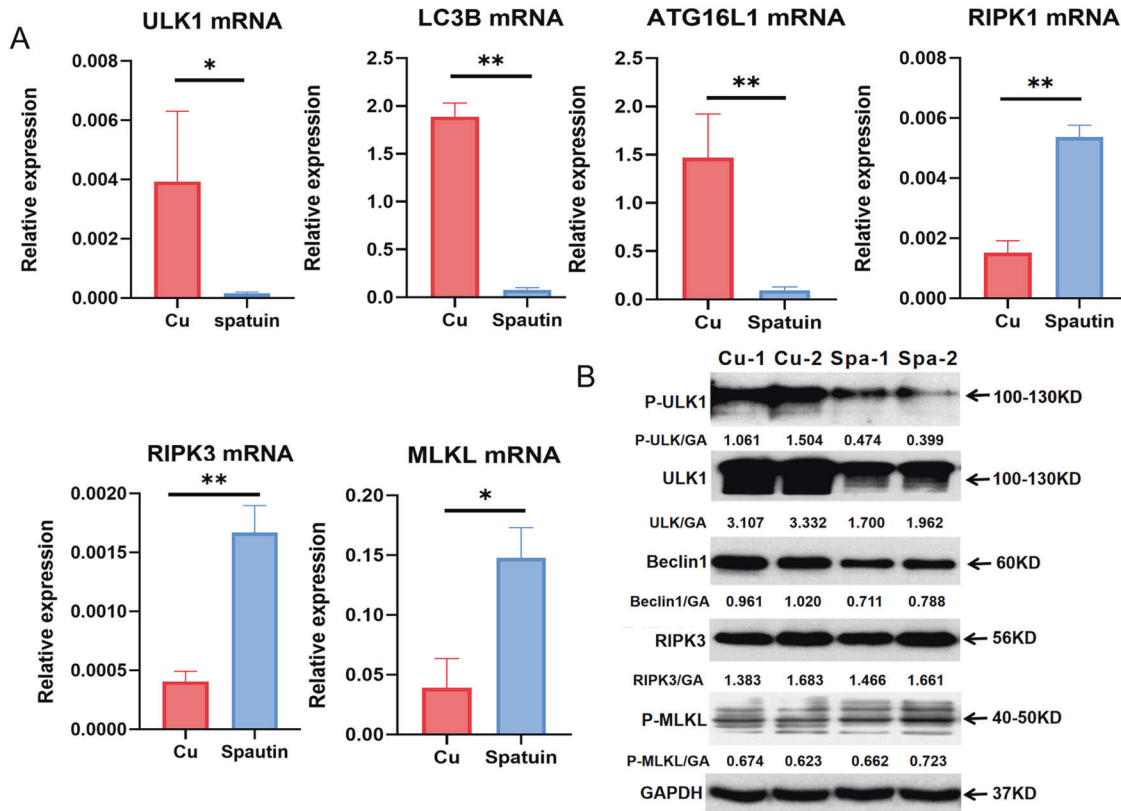 A
ULK1 mRNA
Relative expression
0.008
0.006
0.004
0.002
0.000
*
Cu spatuin
LC3B mRNA
Relative expression
2.5
2.0
1.5
1.0
0.5
0.0
**
Cu Spautin
ATG16L1 mRNA
Relative expression
2.5
2.0
1.5
1.0
0.5
0.0
**
Cu Spatuin
RIPK1 mRNA
Relative expression
0.008
0.006
0.004
0.002
0.000
**
Cu Spautin
RIPK3 mRNA
Relative expression
0.0020
0.0015
0.0010
0.0005
0.0000
**
Cu Spautin
MLKL mRNA
Relative expression
0.20
0.15
0.10
0.05
0.00
*
Cu Spatuin
B
Cu-1 Cu-2 Spa-1 Spa-2
P-ULK1 100-130KD
P-ULK/GA 1.061 1.504 0.474 0.399
ULK1 100-130KD
ULK/GA 3.107 3.332 1.700 1.962
Beclin1 60KD
Beclin1/GA 0.961 1.020 0.711 0.788
RIPK3 56KD
RIPK3/GA 1.383 1.683 1.466 1.661
P-MLKL 40-50KD
P-MLKL/GA 0.674 0.623 0.662 0.723
GAPDH 37KD